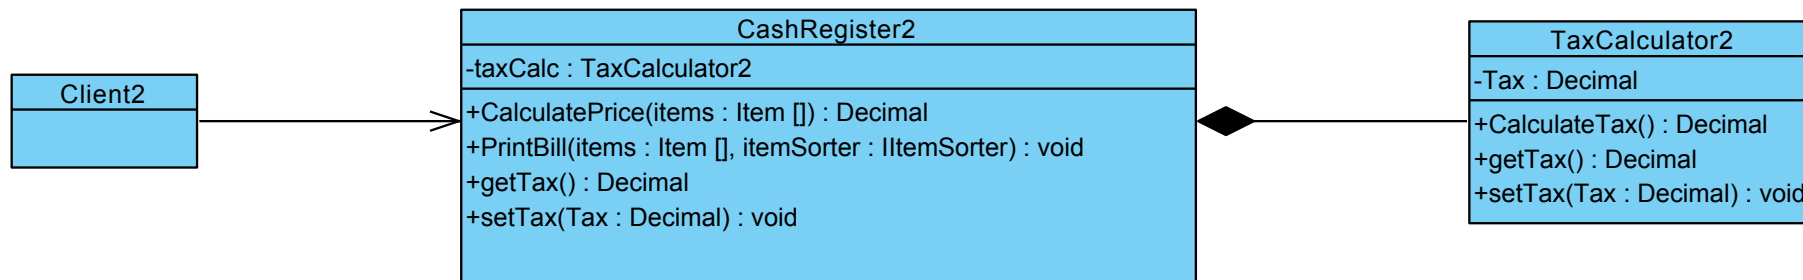 Client2
CashRegister2
-taxCalc : TaxCalculator2
+CalculatePrice(items : Item []) : Decimal
+PrintBill(items : Item [], itemSorter : IItemSorter) : void
+getTax() : Decimal
+setTax(Tax : Decimal) : void
TaxCalculator2
-Tax : Decimal
+CalculateTax() : Decimal
+getTax() : Decimal
+setTax(Tax : Decimal) : void